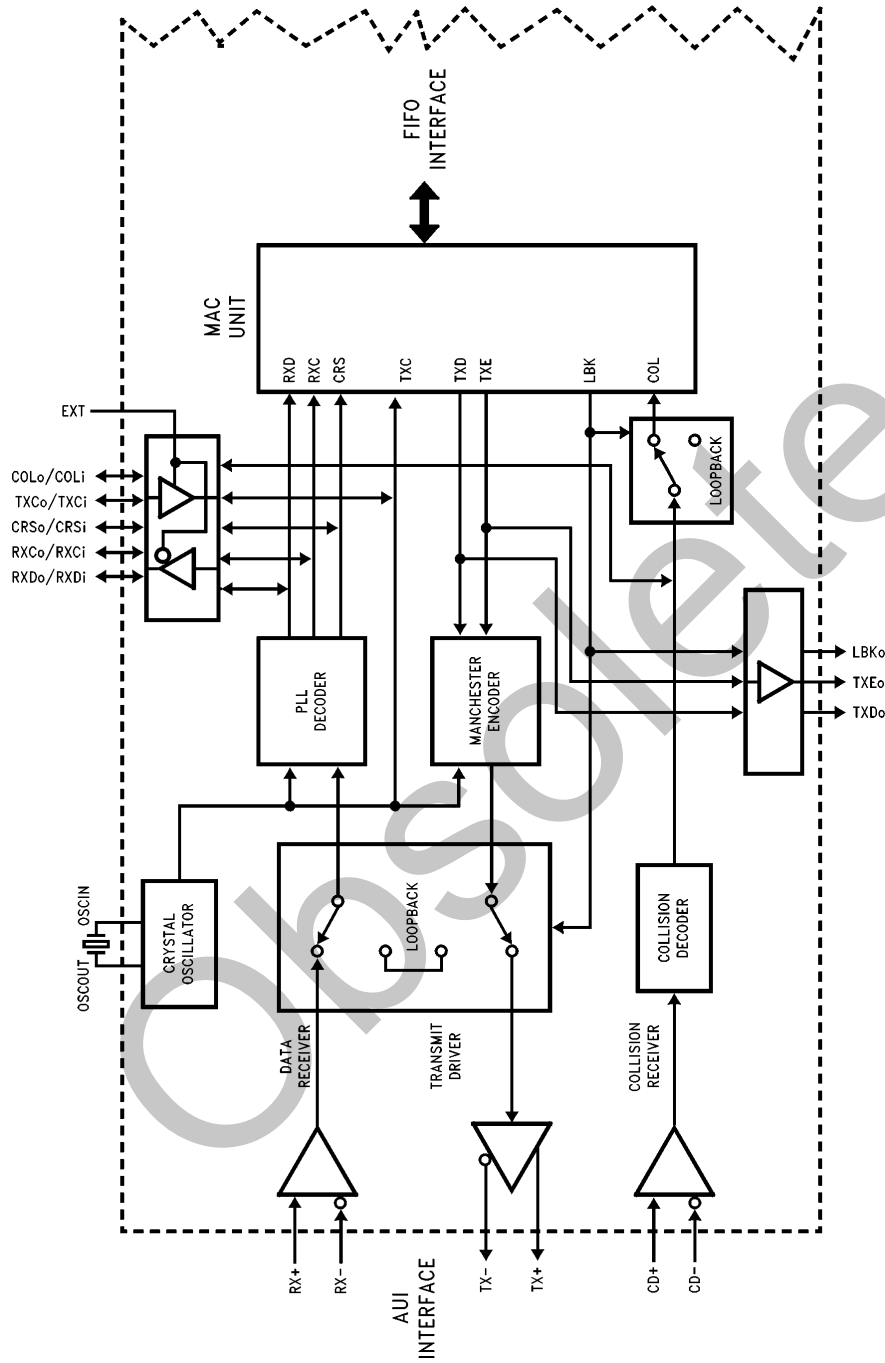 FIFO
INTERFACE
MAC
UNIT
RXD
RXC
CRS
TXC
TXD
TXE
LBK
COL
EXT
COLo/COLi
TXCo/TXCi
CRSo/CRSi
RXCo/RXCi
RXDo/RXDi
LOOPBACK
PLL
DECODER
MANCHESTER
ENCODER
LBKo
TXEo
TXDo
OSCIN
OSCOUT
CRYSTAL
OSCILLATOR
LOOPBACK
COLLISION
DECODER
DATA
RECEIVER
TRANSMIT
DRIVER
COLLISION
RECEIVER
RX+
RX-
TX-
TX+
CD+
CD-
AUI
INTERFACE
Obsolete